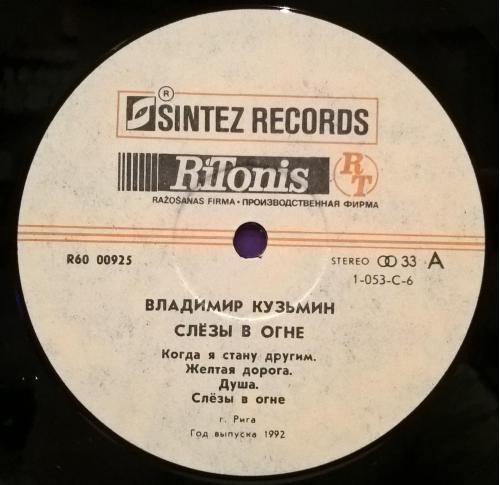 ®
SINTEZ RECORDS
RiTonis RT
RAŽOŠANAS FIRMA • ПРОИЗВОДСТВЕННАЯ ФИРМА
R60 00925
STEREO 33 A
1-053-C-6
ВЛАДИМИР КУЗЬМИН
СЛЁЗЫ В ОГНЕ
Когда я стану другим.
Желтая дорога.
Душа.
Слёзы в огне
г. Рига
Год выпуска 1992